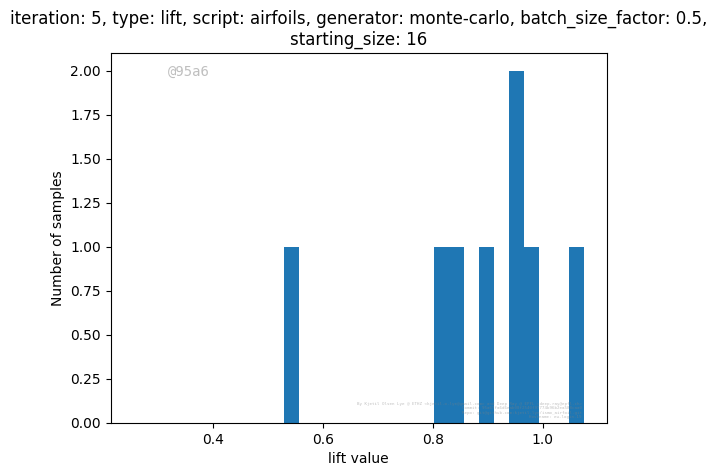 iteration: 5, type: lift, script: airfoils, generator: monte-carlo, batch_size_factor: 0.5,
starting_size: 16
@95a6
2.00
1.75
1.50
1.25
1.00
0.75
0.50
0.25
0.00
Number of samples
0.4
0.6
0.8
1.0
lift value